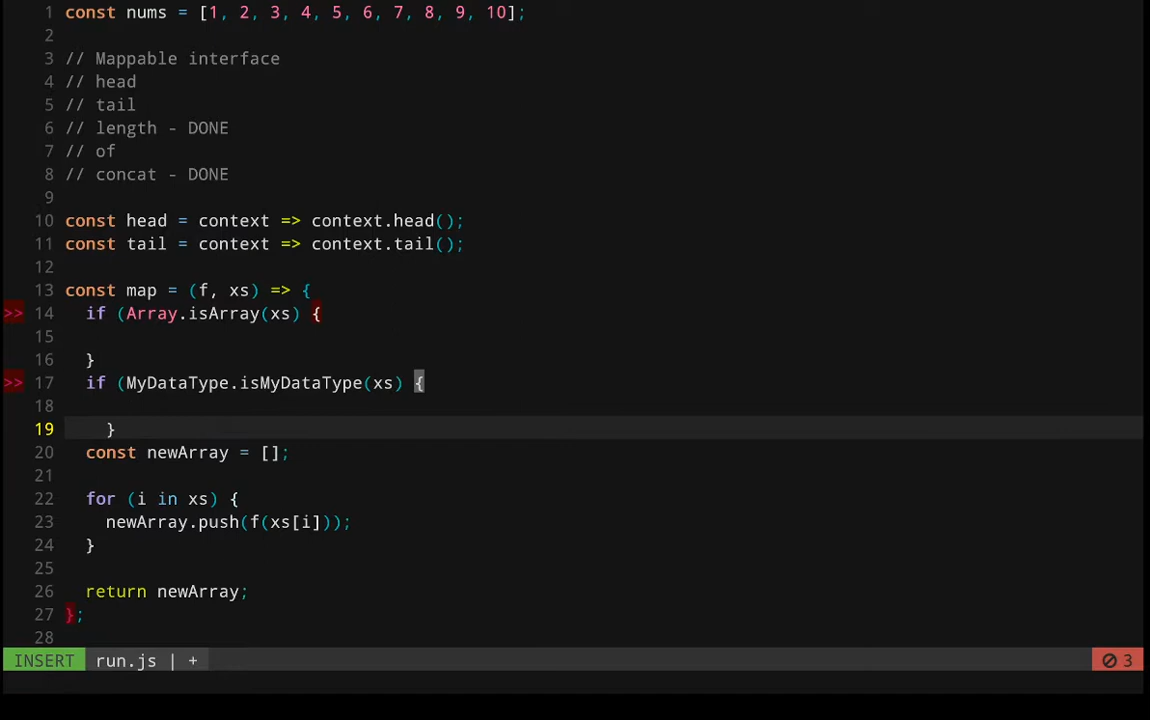 1 const nums = [1, 2, 3, 4, 5, 6, 7, 8, 9, 10];
2
3 // Mappable interface
4 // head
5 // tail
6 // length - DONE
7 // of
8 // concat - DONE
9
10 const head = context => context.head();
11 const tail = context => context.tail();
12
13 const map = (f, xs) => {
>> 14   if (Array.isArray(xs) {
15
16   }
>> 17   if (MyDataType.isMyDataType(xs) {
18
19     }
20   const newArray = [];
21
22   for (i in xs) {
23     newArray.push(f(xs[i]));
24   }
25
26   return newArray;
27 };
28
INSERT run.js | + 3